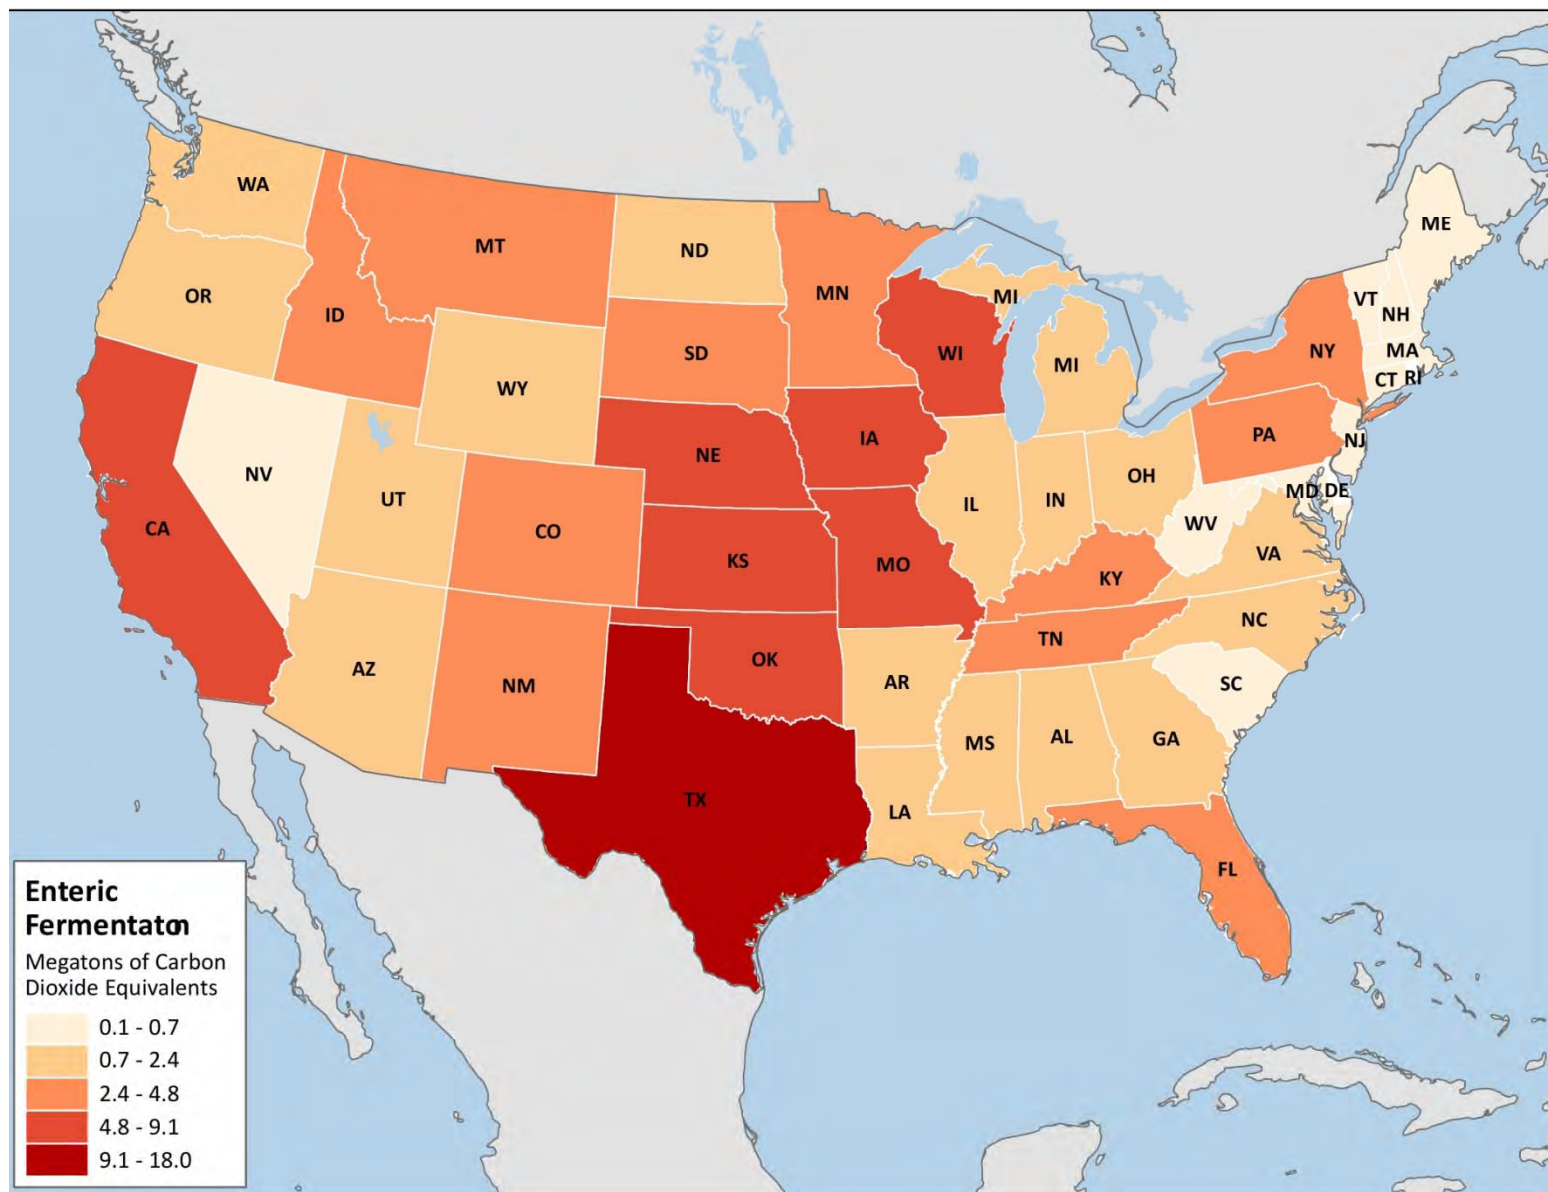 WA
ME
MT
ND
OR
MN
MI
VT
NH
ID
SD
WI
NY
MA
MI
CT RI
WY
IA
PA
NE
NJ
NV
OH
UT
IL
IN
MD DE
CA
CO
WV
KS
MO
VA
KY
NC
TN
AZ
NM
OK
AR
SC
MS
AL
GA
TX
LA
FL
Enteric
Fermentaton
Megatons of Carbon
Dioxide Equivalents
0.1 - 0.7
0.7 - 2.4
2.4 - 4.8
4.8 - 9.1
9.1 - 18.0